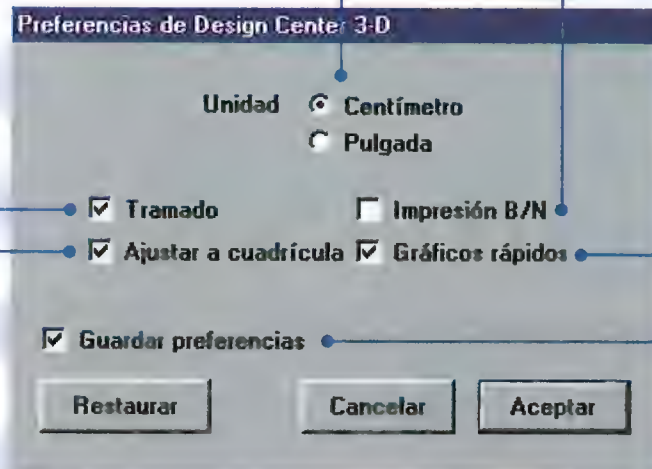 Preferencias de Design Center 3-D
Unidad Centímetro
Pulgada
Tramado Impresión B/N
Ajustar a cuadrícula Gráficos rápidos
Guardar preferencias
Restaurar Cancelar Aceptar